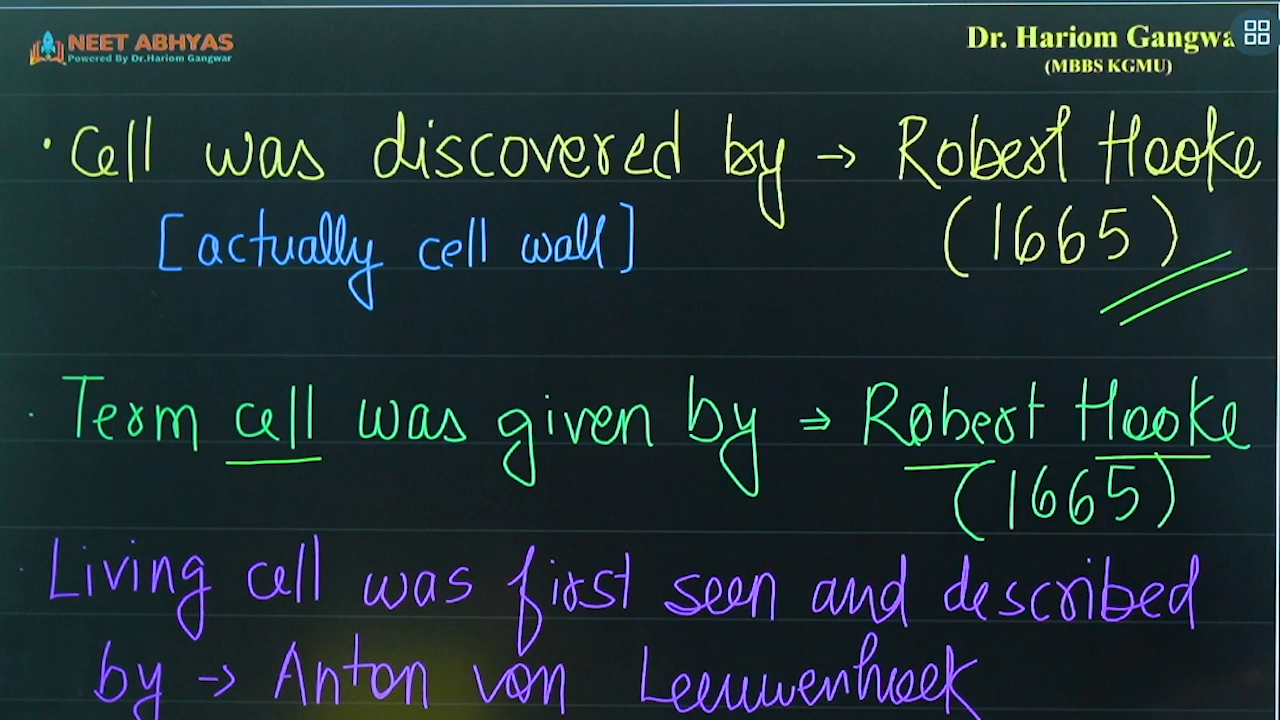 NEET ABHYAS
Powered By Dr.Hariom Gangwar
Dr. Hariom Gangwa
(MBBS KGMU)
· Cell was discovered by → Robert Hooke
[actually cell wall] (1665)
· Term cell was given by ⇒ Robert Hooke
(1665)
· Living cell was first seen and described
by → Anton von Leeuwenhoek